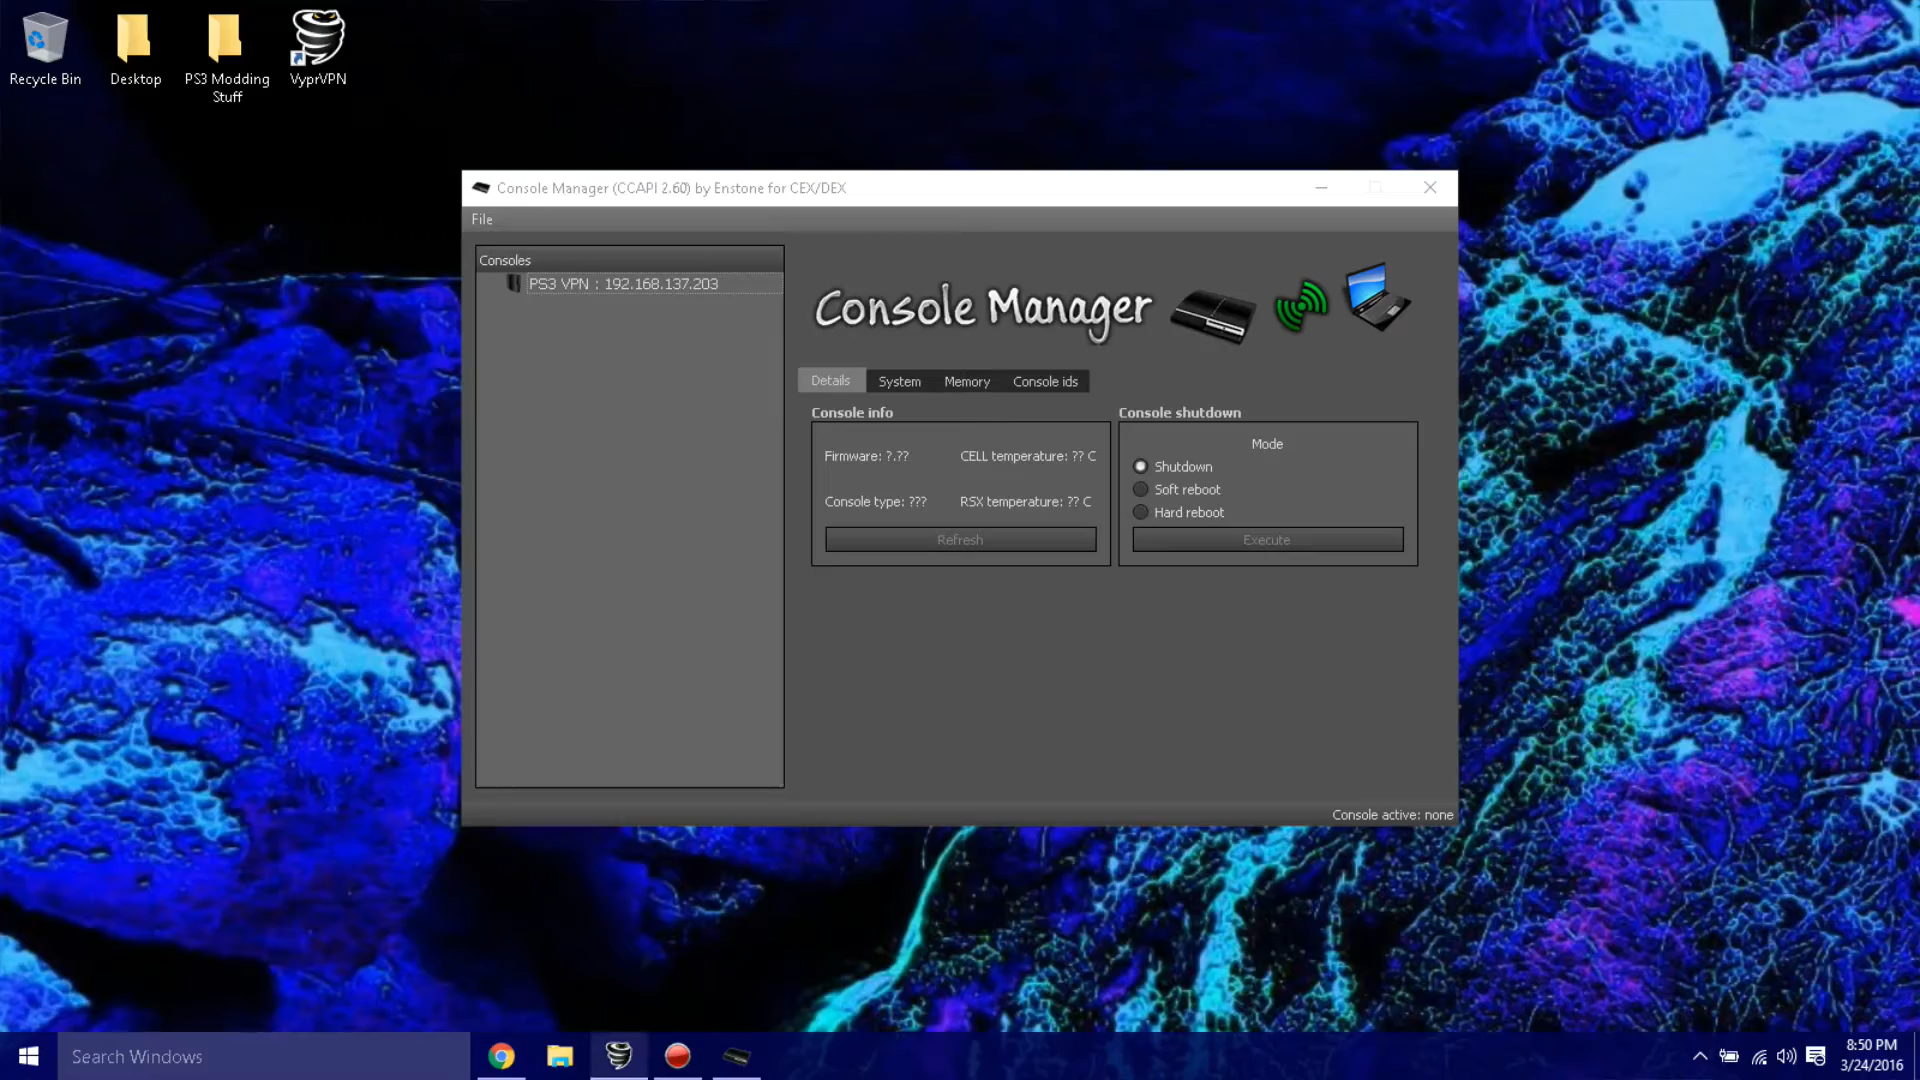 Recycle Bin
Desktop
PS3 Modding
Stuff
VyprVPN
Console Manager (CCAPI 2.60) by Enstone for CEX/DEX
File
Consoles
PS3 VPN : 192.168.137.203
Console Manager
Details
System
Memory
Console ids
Console info
Firmware: ?.??
CELL temperature: ?? C
Console type: ???
RSX temperature: ?? C
Refresh
Console shutdown
Mode
Shutdown
Soft reboot
Hard reboot
Execute
Console active: none
Search Windows
8:50 PM
3/24/2016